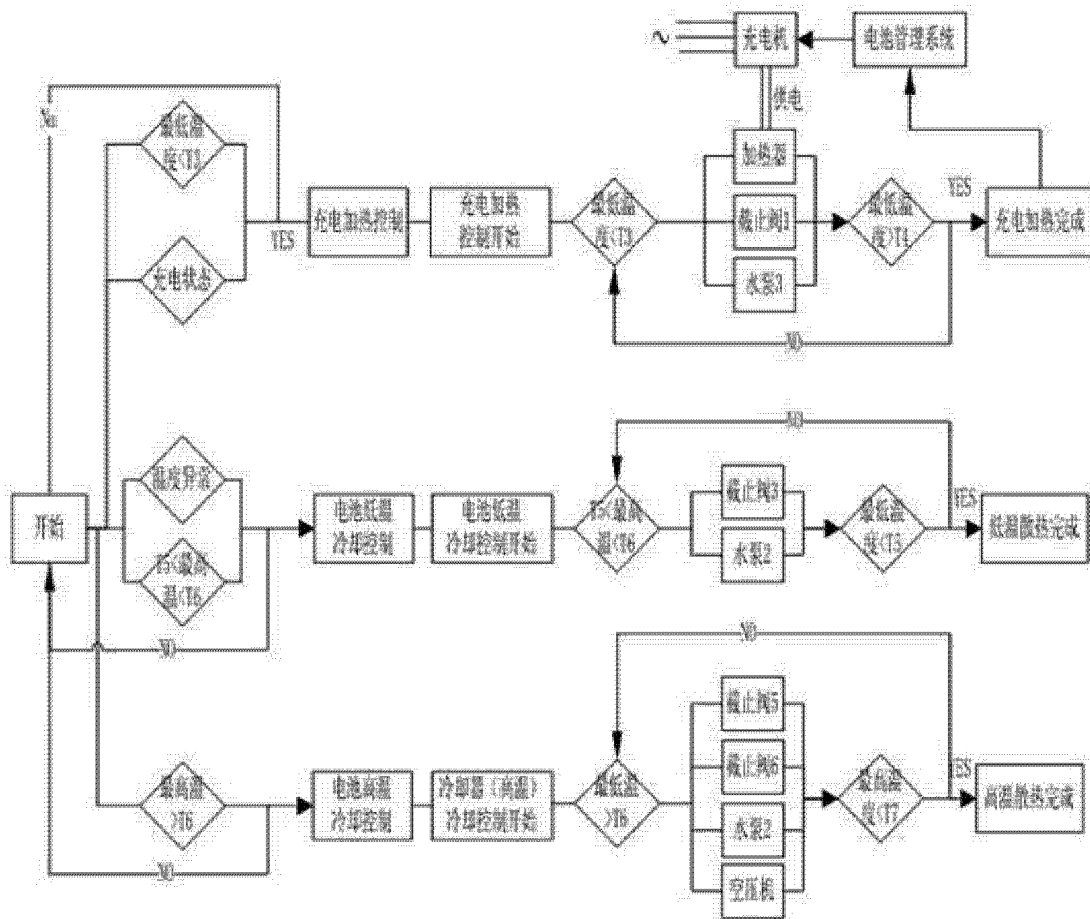 充电机
电池管理系统
供电
No
最低温
度<T3
加热器
充电加热控制
充电加热
控制开始
最低温
度<T3
截止阀1
最低温
度>T4
YES
充电加热完成
YES
充电状态
水泵3
NO
NO
温度异常
开始
电池低温
冷却控制
电池低温
冷却控制开始
T5<最高
温<T6
截止阀3
水泵2
最低温
度<T5
YES
低温散热完成
T5<最高
温<T6
NO
NO
截止阀5
最高温
>T6
电池高温
冷却控制
冷却器（高温）
冷却控制开始
最低温
>T6
截止阀6
水泵2
空压机
最高温
度<T7
YES
高温散热完成
NO